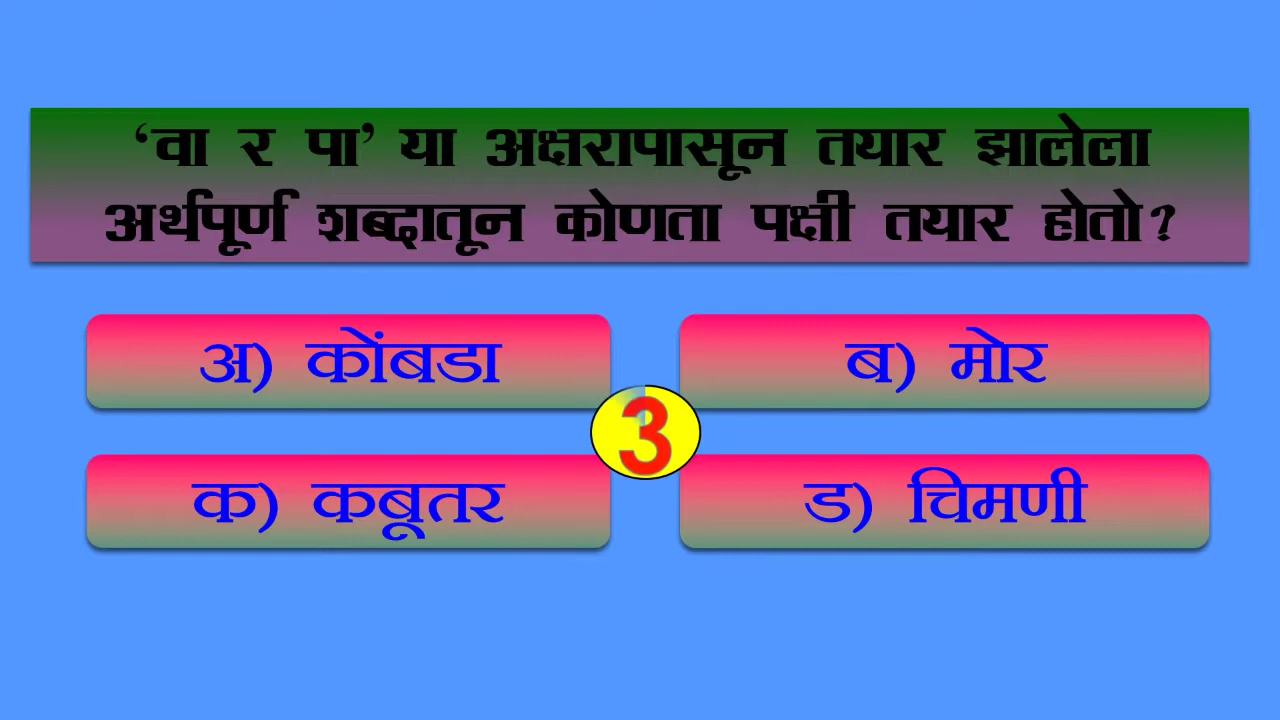 ‘वा र पा’ या अक्षरापासून तयार झालेला
अर्थपूर्ण शब्दातून कोणता पक्षी तयार होतो?
अ) कोंबडा
ब) मोर
3
क) कबूतर
ड) चिमणी